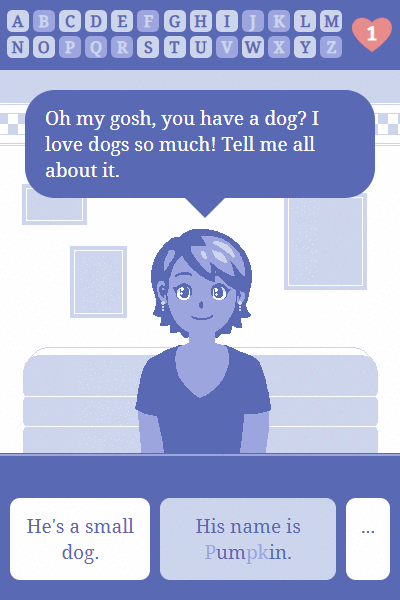 A B C D E F G H I J K L M
1
N O P Q R S T U V W X Y Z
Oh my gosh, you have a dog? I
love dogs so much! Tell me all
about it.
He's a small
dog.
His name is
Pumpkin.
...